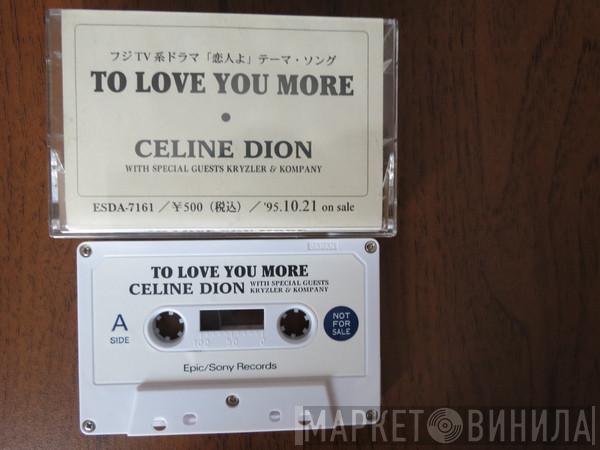 フジTV系ドラマ「恋人よ」テーマ・ソング
TO LOVE YOU MORE
•
CELINE DION
WITH SPECIAL GUESTS KRYZLER & KOMPANY
ESDA-7161／¥500（税込）／'95.10.21 on sale
TO LOVE YOU MORE
CELINE DION WITH SPECIAL GUESTS
KRYZLER & KOMPANY
A
SIDE
100 50 0
NOT
FOR
SALE
Epic/Sony Records
МАРКЕТ ВИНИЛА